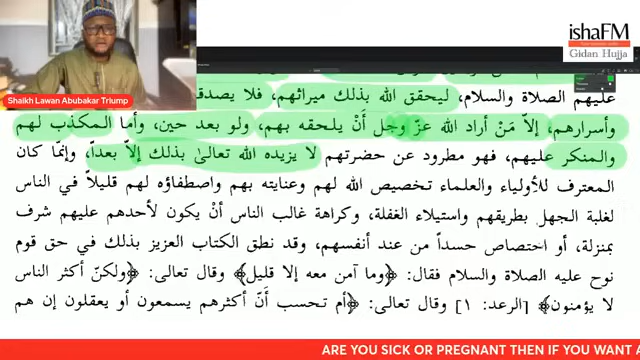 ishaFM
Gidan Hujja
Shaikh Lawan Abubakar Triump
عليهم الصلاة والسلام، ليحقق الله بذلك ميراثهم، فلا يصدقـ
وأسرارهم، إلاّ مَنْ أراد الله عزّ وجل أنْ يلحقه بهم، ولو بعد حين، وأما المكذب لهم
والمنكر عليهم، فهو مطرود عن حضرتهم لا يزيده الله تعالىٰ بذلك إلاّ بعداً، وإنمّا كان
المعترف للأولياء والعلماء تخصيص الله لهم وعنايته بهم واصطفاؤه لهم قليلاً في الناس
لغلبة الجهل بطريقهم واستيلاء الغفلة، وكراهة غالب الناس أنْ يكون لأحدهم عليهم شرف
بمنزلة، أو اختصاص حسداً من عند أنفسهم، وقد نطق الكتاب العزيز بذلك في حق قوم
نوح عليه الصلاة والسلام فقال: ﴿وما آمن معه إلا قليل﴾ وقال تعالى: ﴿ولكنّ أكثر الناس
لا يؤمنون﴾ [الرعد: ١] وقال تعالى: ﴿أم تحسب أنّ أكثرهم يسمعون أو يعقلون إن هم
ARE YOU SICK OR PREGNANT THEN IF YOU WANT A